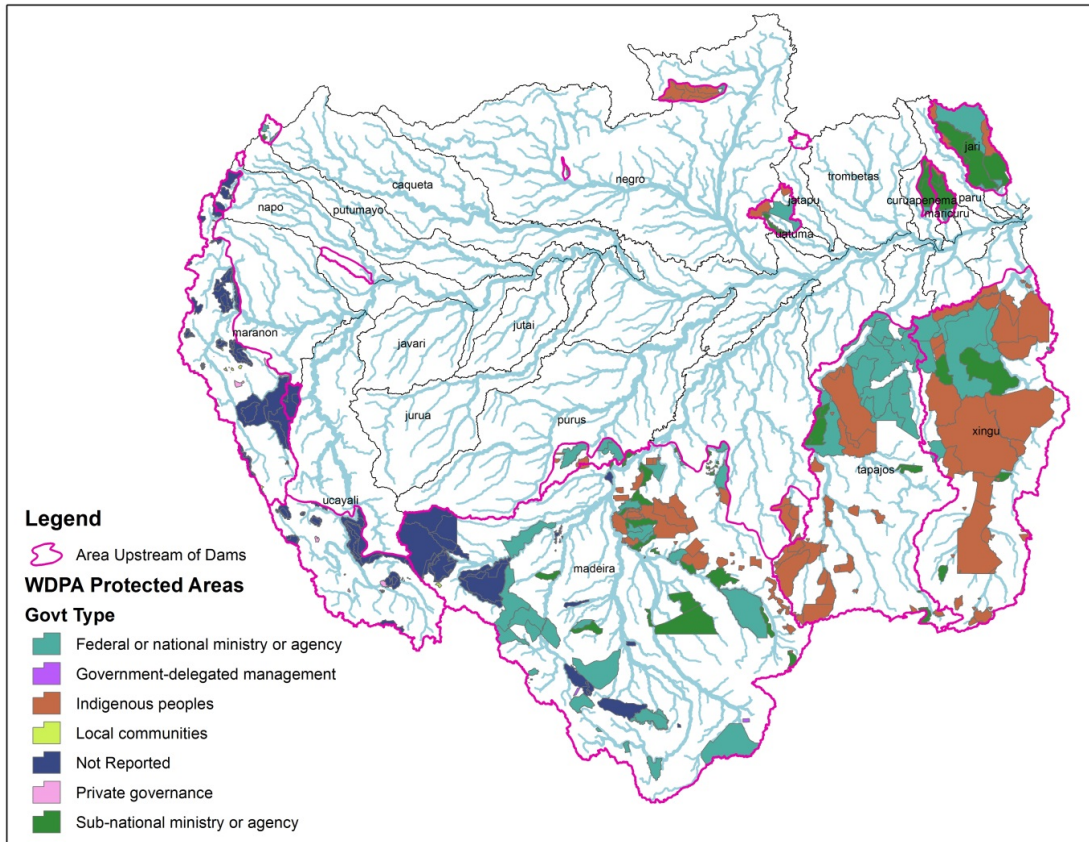 jari
caqueta
negro
trombetas
napo
putumayo
jatapu
curuapenema
paru
maricuru
uatuma
maranon
jutai
javari
jurua
purus
xingu
tapajos
ucayali
madeira
Legend
Area Upstream of Dams
WDPA Protected Areas
Govt Type
Federal or national ministry or agency
Government-delegated management
Indigenous peoples
Local communities
Not Reported
Private governance
Sub-national ministry or agency